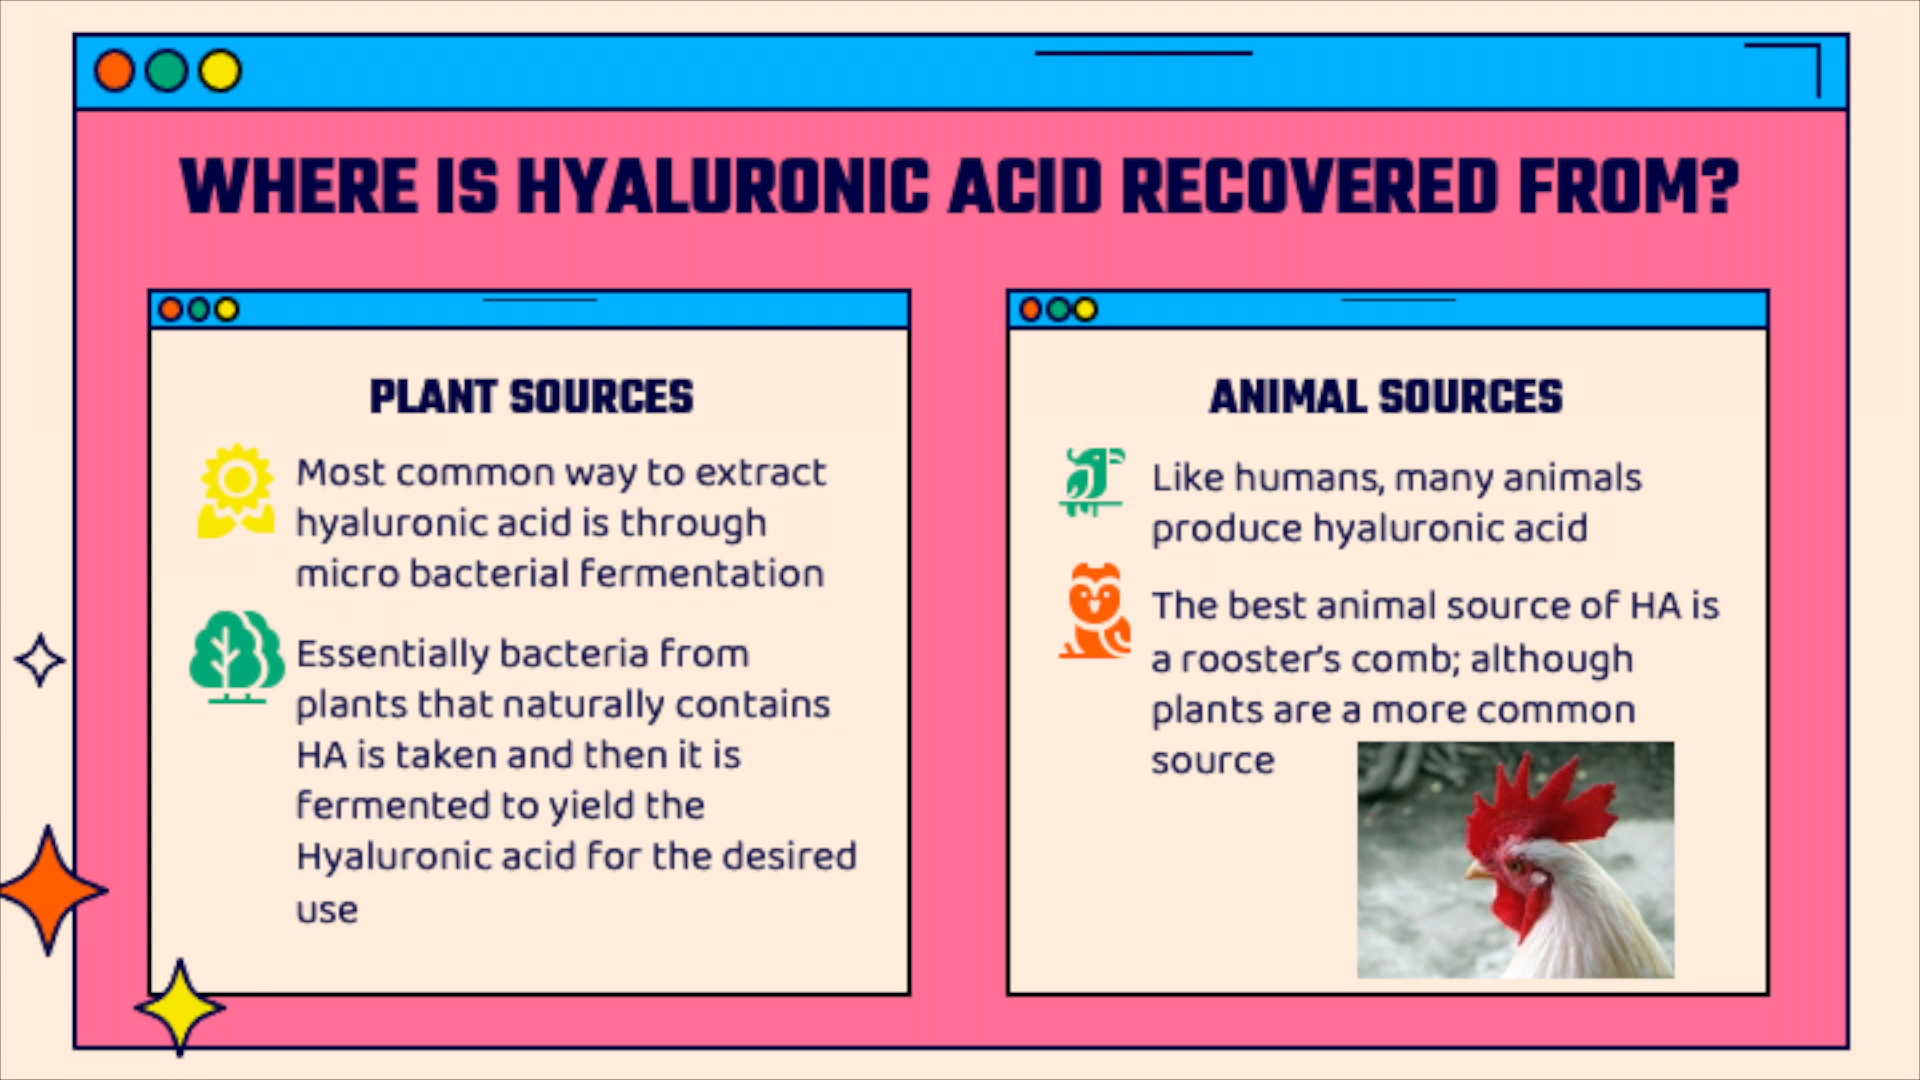 WHERE IS HYALURONIC ACID RECOVERED FROM?
PLANT SOURCES
Most common way to extract
hyaluronic acid is through
micro bacterial fermentation
Essentially bacteria from
plants that naturally contains
HA is taken and then it is
fermented to yield the
Hyaluronic acid for the desired
use
ANIMAL SOURCES
Like humans, many animals
produce hyaluronic acid
The best animal source of HA is
a rooster's comb; although
plants are a more common
source